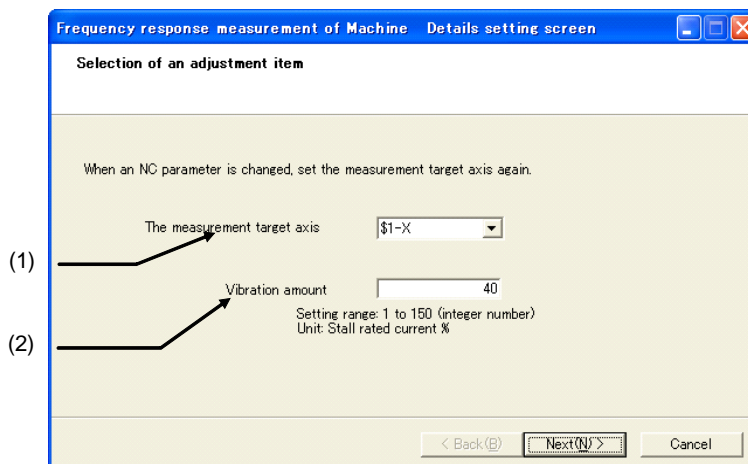 Frequency response measurement of Machine Details setting screen
Selection of an adjustment item
When an NC parameter is changed, set the measurement target axis again.
The measurement target axis $1-X
(1)
Vibration amount 40
Setting range: 1 to 150 (integer number)
Unit: Stall rated current %
(2)
< Back(B) Next(N) > Cancel